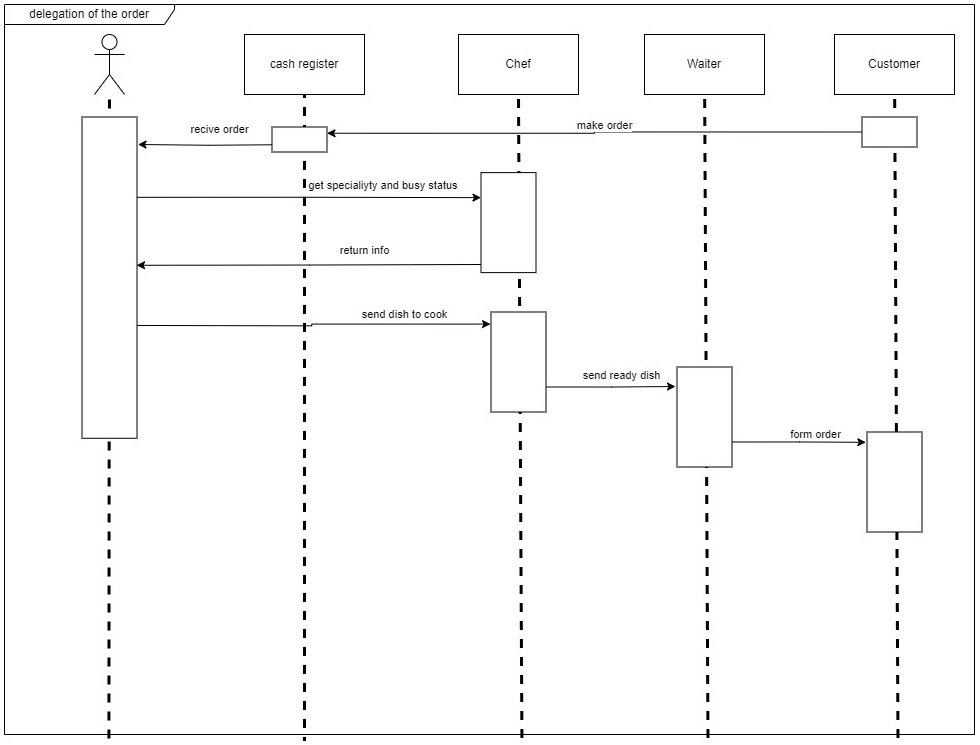 delegation of the order
cash register
Chef
Waiter
Customer
recive order
make order
get specialiyty and busy status
return info
send dish to cook
send ready dish
form order